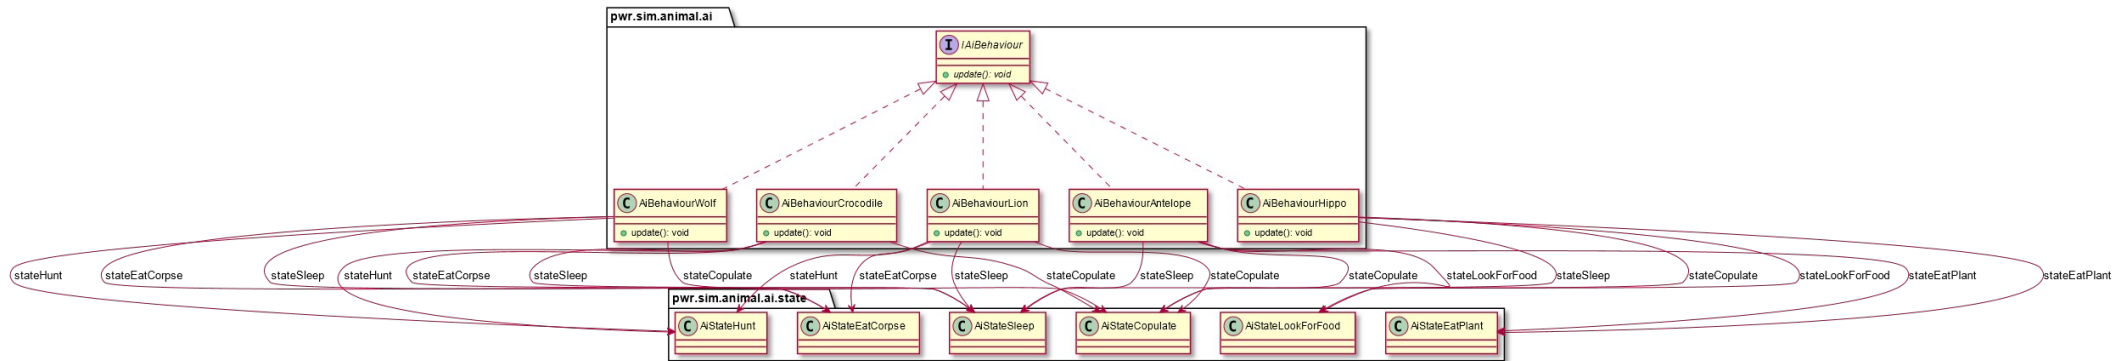 pwr.sim.animal.ai
I IAiBehaviour
update(): void
C AiBehaviourWolf
update(): void
C AiBehaviourCrocodile
update(): void
C AiBehaviourLion
update(): void
C AiBehaviourAntelope
update(): void
C AiBehaviourHippo
update(): void
stateHunt
stateEatCorpse
stateSleep
stateHunt
stateEatCorpse
stateSleep
stateCopulate
stateHunt
stateEatCorpse
stateSleep
stateCopulate
stateSleep
stateCopulate
stateCopulate
stateLookForFood
stateSleep
stateCopulate
stateLookForFood
stateEatPlant
stateEatPlant
pwr.sim.animal.ai.state
C AiStateHunt
C AiStateEatCorpse
C AiStateSleep
C AiStateCopulate
C AiStateLookForFood
C AiStateEatPlant